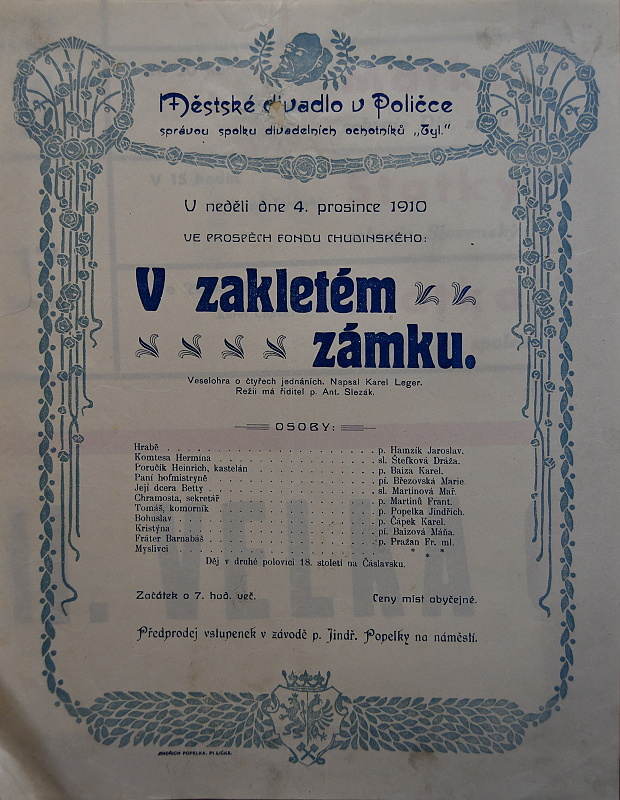 Městské divadlo v Poličce
správou spolku divadelních ochotníků „Tyl."
U neděli dne 4. prosince 1910
VE PROSPĚCH FONDU CHUDINSKÉHO:
V zakletém
zámku.
Veselohra o čtyřech jednáních. Napsal Karel Leger.
Režii má řiditel p. Ant. Slezák.
OSOBY:
Hrabě . . . p. Hamzík Jaroslav.
Komtesa Hermina . . . sl. Štefková Dráža.
Poručík Heinrich, kastelán . . . p. Baiza Karel.
Paní hofmistryně . . . pí. Březovská Marie.
Její dcera Betty . . . sl. Martinová Mař.
Chramosta, sekretář . . . p. Martinů Frant.
Tomáš, komorník . . . p. Popelka Jindřich.
Bohuslav . . . p. Čapek Karel.
Kristýna . . . pí. Baizová Máňa.
Fráter Barnabáš . . . p. Pražan Fr. ml.
Myslivci . . . * * *
Děj v druhé polovici 18. století na Čáslavsku.
Začátek o 7. hod. več. Ceny míst obyčejné.
Předprodej vstupenek v závodě p. Jindř. Popelky na náměstí.
JINDŘICH POPELKA, POLIČKA.